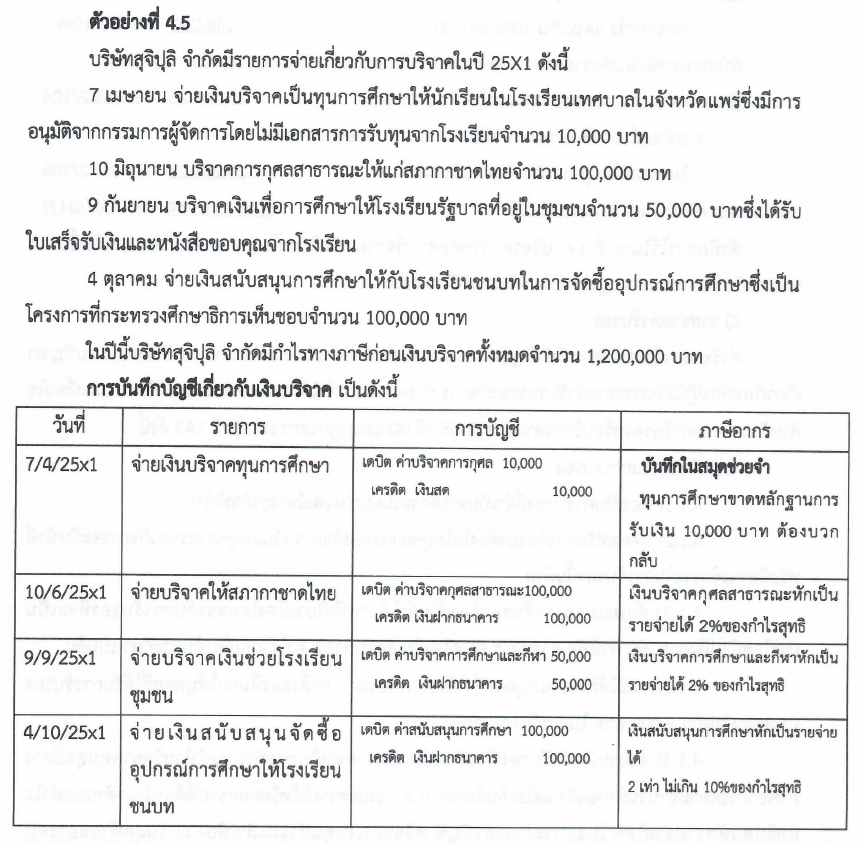 ตัวอย่างที่ 4.5
บริษัทสุจิปุลิ จำกัดมีรายการจ่ายเกี่ยวกับการบริจาคในปี 25X1 ดังนี้
7 เมษายน จ่ายเงินบริจาคเป็นทุนการศึกษาให้นักเรียนในโรงเรียนเทศบาลในจังหวัดแพร่ซึ่งมีการ
อนุมัติจากกรรมการผู้จัดการโดยไม่มีเอกสารการรับทุนจากโรงเรียนจำนวน 10,000 บาท
10 มิถุนายน บริจาคการกุศลสาธารณะให้แก่สภากาชาดไทยจำนวน 100,000 บาท
9 กันยายน บริจาคเงินเพื่อการศึกษาให้โรงเรียนรัฐบาลที่อยู่ในชุมชนจำนวน 50,000 บาทซึ่งได้รับ
ใบเสร็จรับเงินและหนังสือขอบคุณจากโรงเรียน
4 ตุลาคม จ่ายเงินสนับสนุนการศึกษาให้กับโรงเรียนชนบทในการจัดซื้ออุปกรณ์การศึกษาซึ่งเป็น
โครงการที่กระทรวงศึกษาธิการเห็นชอบจำนวน 100,000 บาท
ในปีนี้บริษัทสุจิปุลิ จำกัดมีกำไรทางภาษีก่อนเงินบริจาคทั้งหมดจำนวน 1,200,000 บาท
การบันทึกบัญชีเกี่ยวกับเงินบริจาค เป็นดังนี้
วันที่ รายการ การบัญชี ภาษีอากร
7/4/25x1 จ่ายเงินบริจาคทุนการศึกษา เดบิต ค่าบริจาคการกุศล 10,000 บันทึกในสมุดช่วยจำ
เครดิต เงินสด 10,000 ทุนการศึกษาขาดหลักฐานการ
รับเงิน 10,000 บาท ต้องบวก
กลับ
10/6/25x1 จ่ายบริจาคให้สภากาชาดไทย เดบิต ค่าบริจาคกุศลสาธารณะ100,000 เงินบริจาคกุศลสาธารณะหักเป็น
เครดิต เงินฝากธนาคาร 100,000 รายจ่ายได้ 2%ของกำไรสุทธิ
9/9/25x1 จ่ายบริจาคเงินช่วยโรงเรียน เดบิต ค่าบริจาคการศึกษาและกีฬา 50,000 เงินบริจาคการศึกษาและกีฬาหักเป็น
ชุมชน เครดิต เงินฝากธนาคาร 50,000 รายจ่ายได้ 2% ของกำไรสุทธิ
4/10/25x1 จ่ายเงินสนับสนุนจัดซื้อ เดบิต ค่าสนับสนุนการศึกษา 100,000 เงินสนับสนุนการศึกษาหักเป็นรายจ่าย
อุปกรณ์การศึกษาให้โรงเรียน เครดิต เงินฝากธนาคาร 100,000 ได้
ชนบท 2 เท่า ไม่เกิน 10%ของกำไรสุทธิ